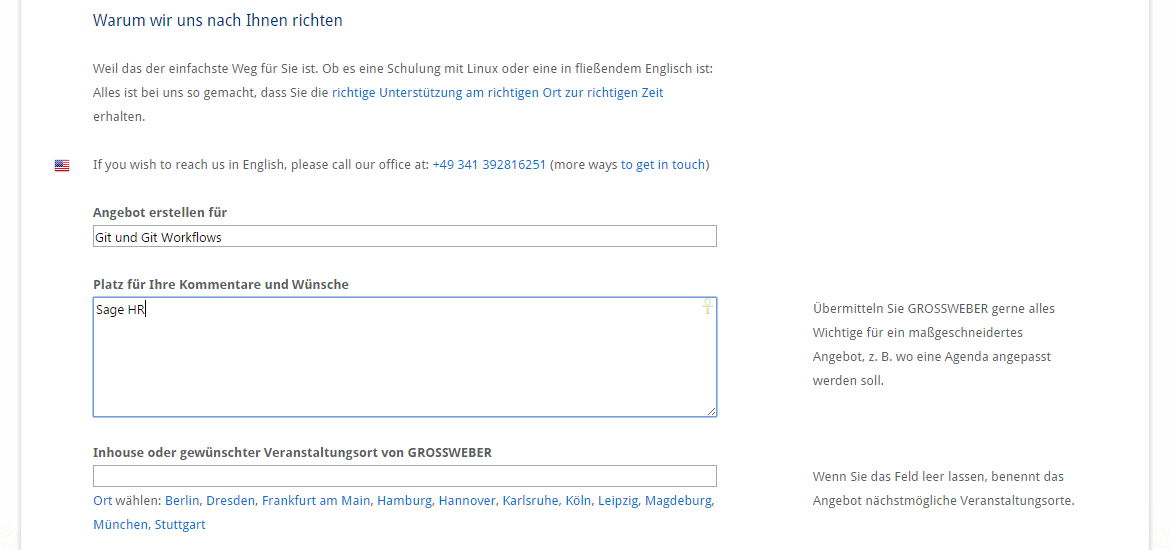 Warum wir uns nach Ihnen richten
Weil das der einfachste Weg für Sie ist. Ob es eine Schulung mit Linux oder eine in fließendem Englisch ist:
Alles ist bei uns so gemacht, dass Sie die richtige Unterstützung am richtigen Ort zur richtigen Zeit
erhalten.
If you wish to reach us in English, please call our office at: +49 341 392816251 (more ways to get in touch)
Angebot erstellen für
Git und Git Workflows
Platz für Ihre Kommentare und Wünsche
Sage HR
Übermitteln Sie GROSSWEBER gerne alles
Wichtige für ein maßgeschneidertes
Angebot, z. B. wo eine Agenda angepasst
werden soll.
Inhouse oder gewünschter Veranstaltungsort von GROSSWEBER
Ort wählen: Berlin, Dresden, Frankfurt am Main, Hamburg, Hannover, Karlsruhe, Köln, Leipzig, Magdeburg,
München, Stuttgart
Wenn Sie das Feld leer lassen, benennt das
Angebot nächstmögliche Veranstaltungsorte.